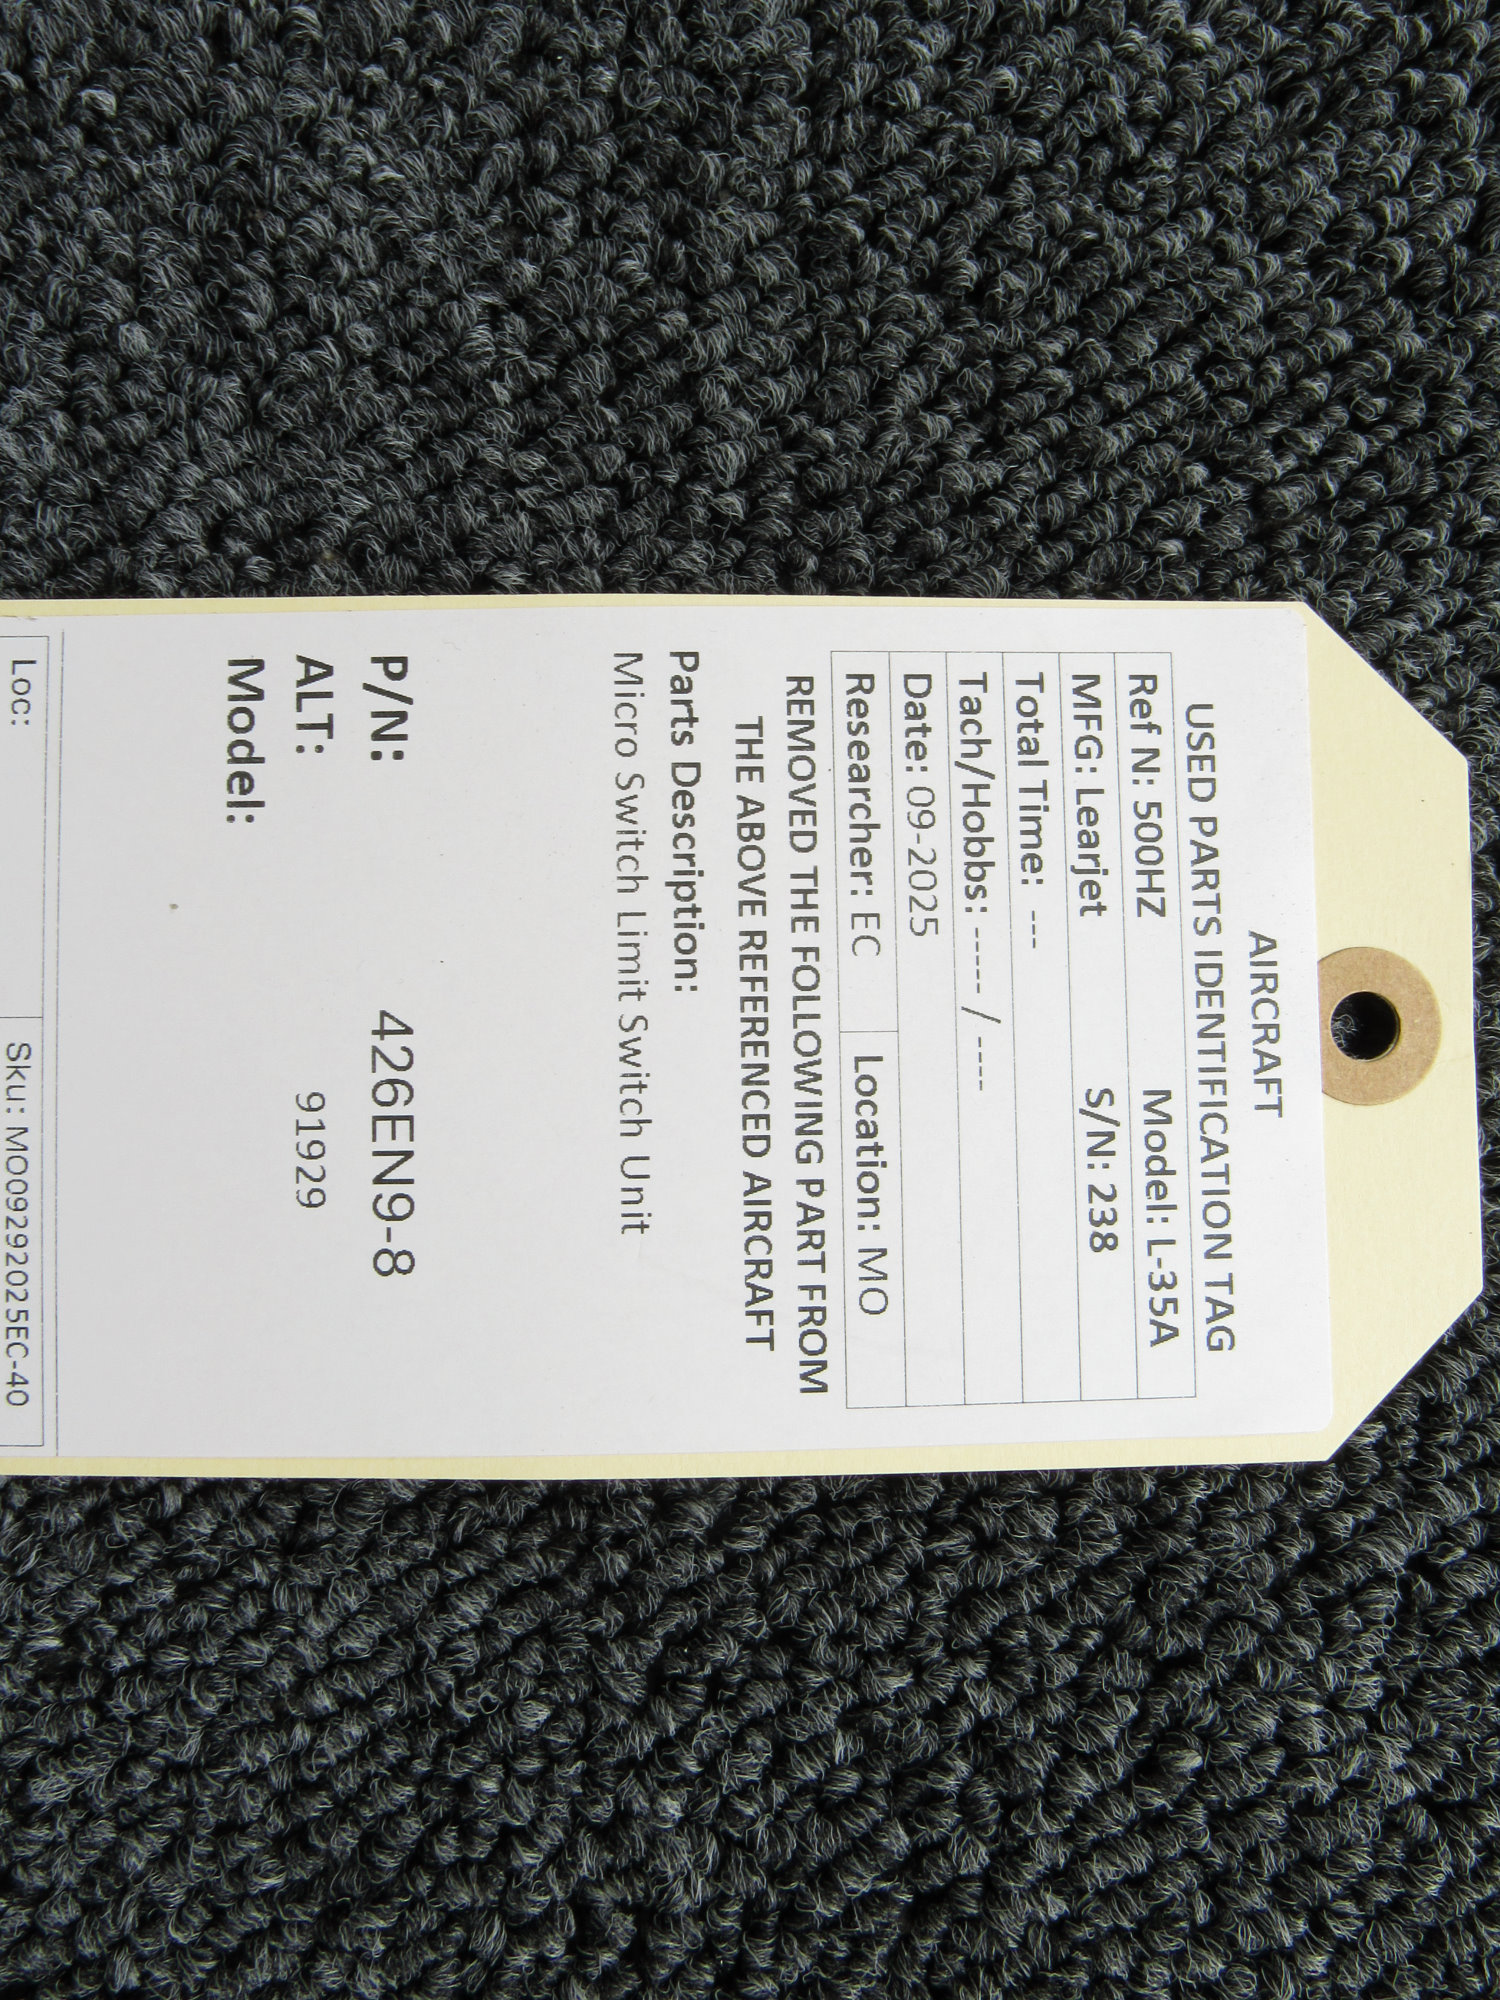 AIRCRAFT
USED PARTS IDENTIFICATION TAG
Ref N: 500HZ Model: L-35A
MFG: Learjet S/N: 238
Total Time: ---
Tach/Hobbs: ----- / ----
Date: 09-2025
Researcher: EC Location: MO
REMOVED THE FOLLOWING PART FROM
THE ABOVE REFERENCED AIRCRAFT
Parts Description:
Micro Switch Limit Switch Unit
P/N: 426EN9-8
ALT: 91929
Model:
Loc: Sku: MO09292025EC-40